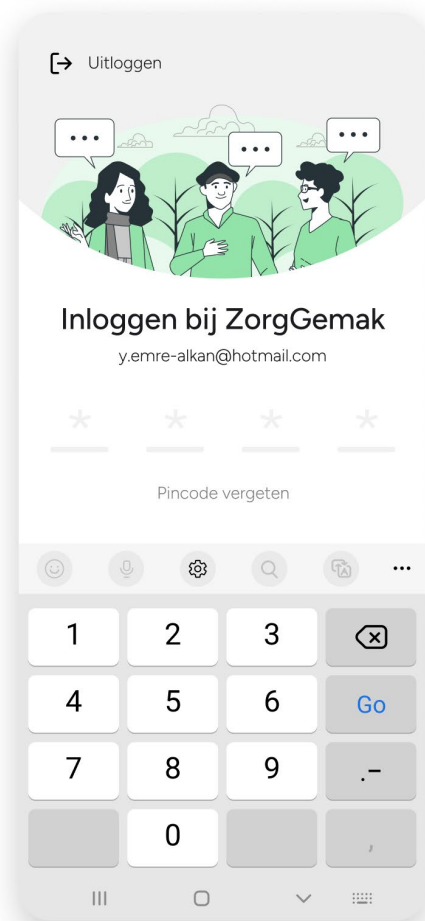 Uitloggen
Inloggen bij ZorgGemak
y.emre-alkan@hotmail.com
* * * *
Pincode vergeten
1 2 3
4 5 6 Go
7 8 9 .-
0 ,